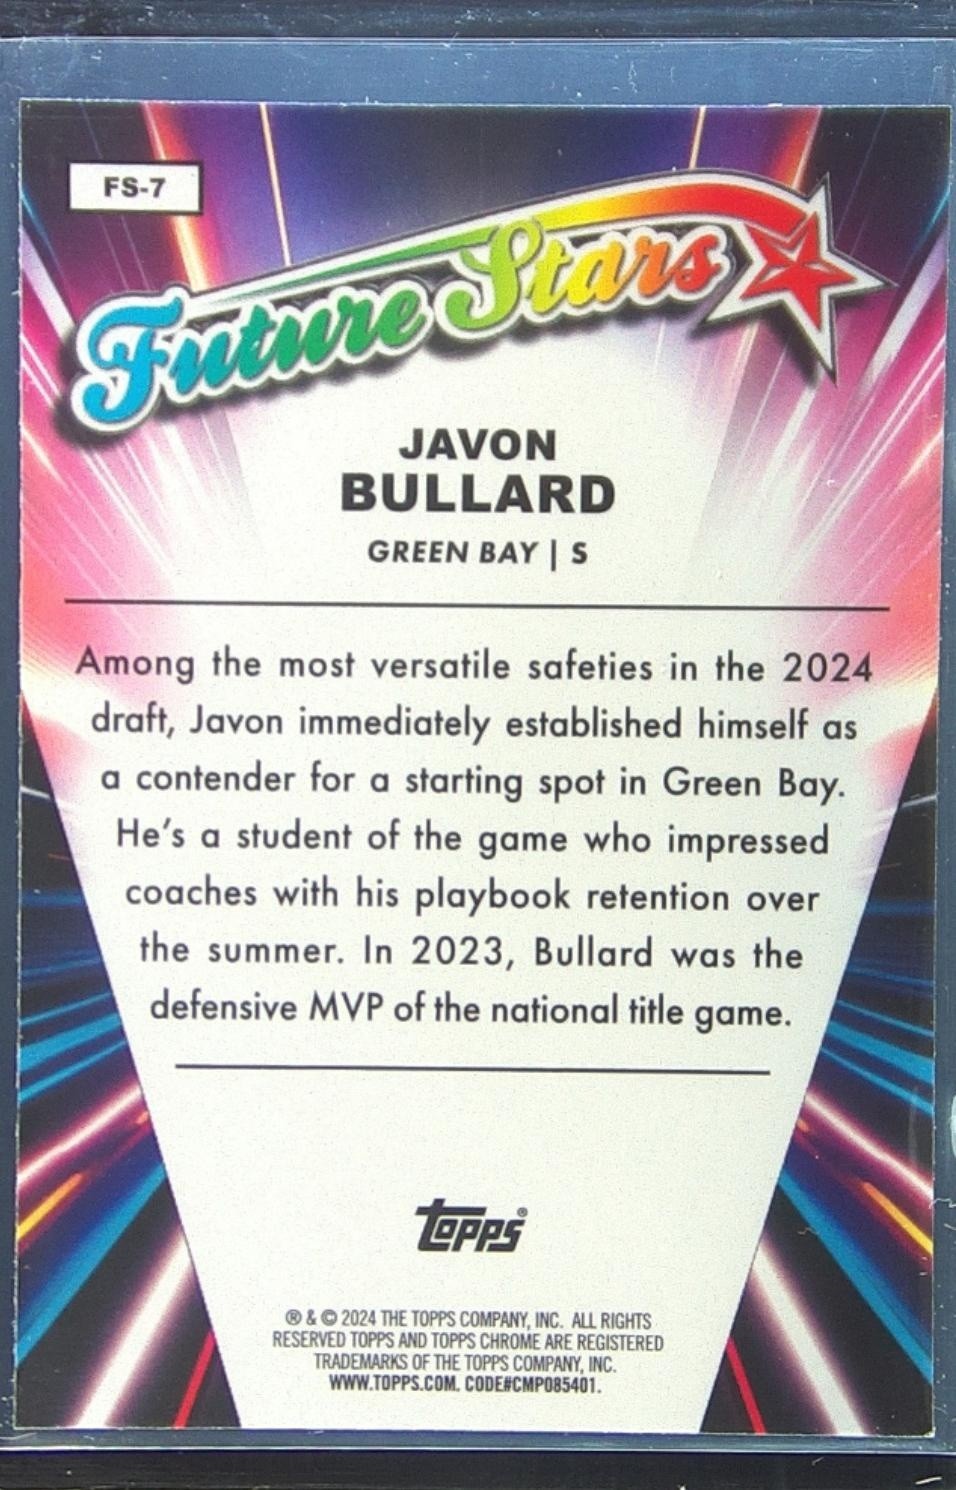 FS-7
Future Stars
JAVON
BULLARD
GREEN BAY | S
Among the most versatile safeties in the 2024
draft, Javon immediately established himself as
a contender for a starting spot in Green Bay.
He's a student of the game who impressed
coaches with his playbook retention over
the summer. In 2023, Bullard was the
defensive MVP of the national title game.
topps®
® & © 2024 THE TOPPS COMPANY, INC. ALL RIGHTS
RESERVED TOPPS AND TOPPS CHROME ARE REGISTERED
TRADEMARKS OF THE TOPPS COMPANY, INC.
WWW.TOPPS.COM. CODE#CMP085401.